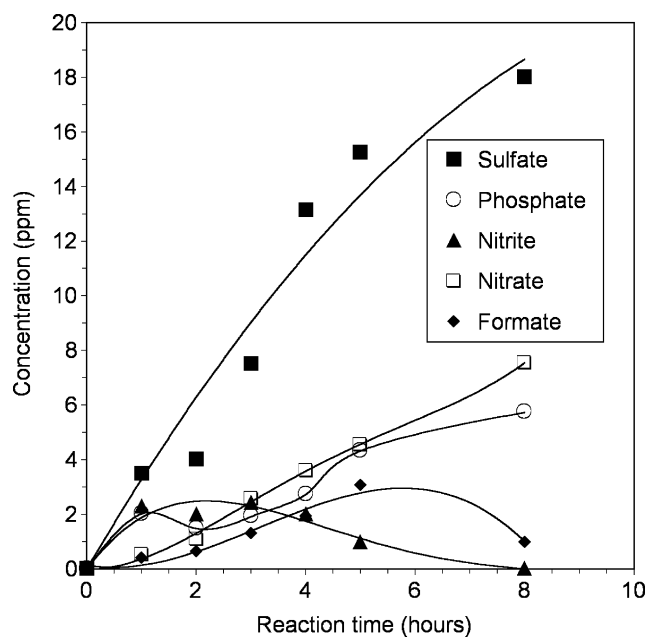 20
18
16
14
12
10
8
6
4
2
0
Concentration (ppm)
Sulfate
Phosphate
Nitrite
Nitrate
Formate
0 2 4 6 8 10
Reaction time (hours)